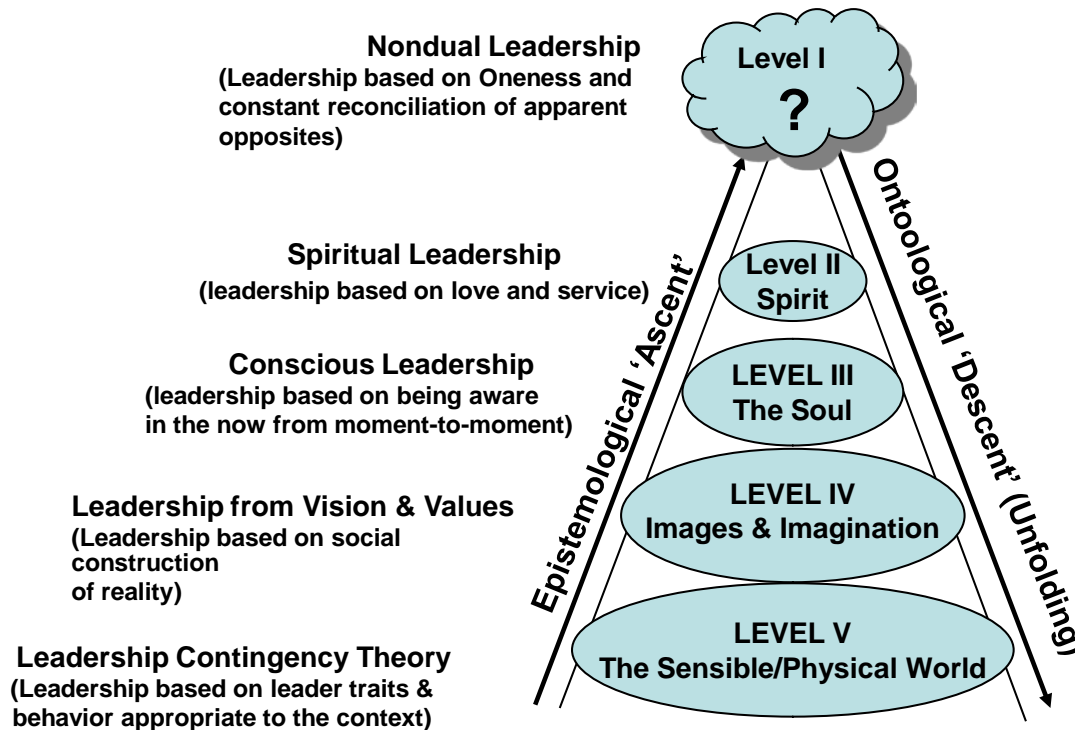 Nondual Leadership
(Leadership based on Oneness and
constant reconciliation of apparent
opposites)
Level I
?
Spiritual Leadership
(leadership based on love and service)
Level II
Spirit
Conscious Leadership
(leadership based on being aware
in the now from moment-to-moment)
LEVEL III
The Soul
Leadership from Vision & Values
(Leadership based on social
construction
of reality)
LEVEL IV
Images & Imagination
Leadership Contingency Theory
(Leadership based on leader traits &
behavior appropriate to the context)
LEVEL V
The Sensible/Physical World
Epistemological ‘Ascent’
Ontoological ‘Descent’ (Unfolding)